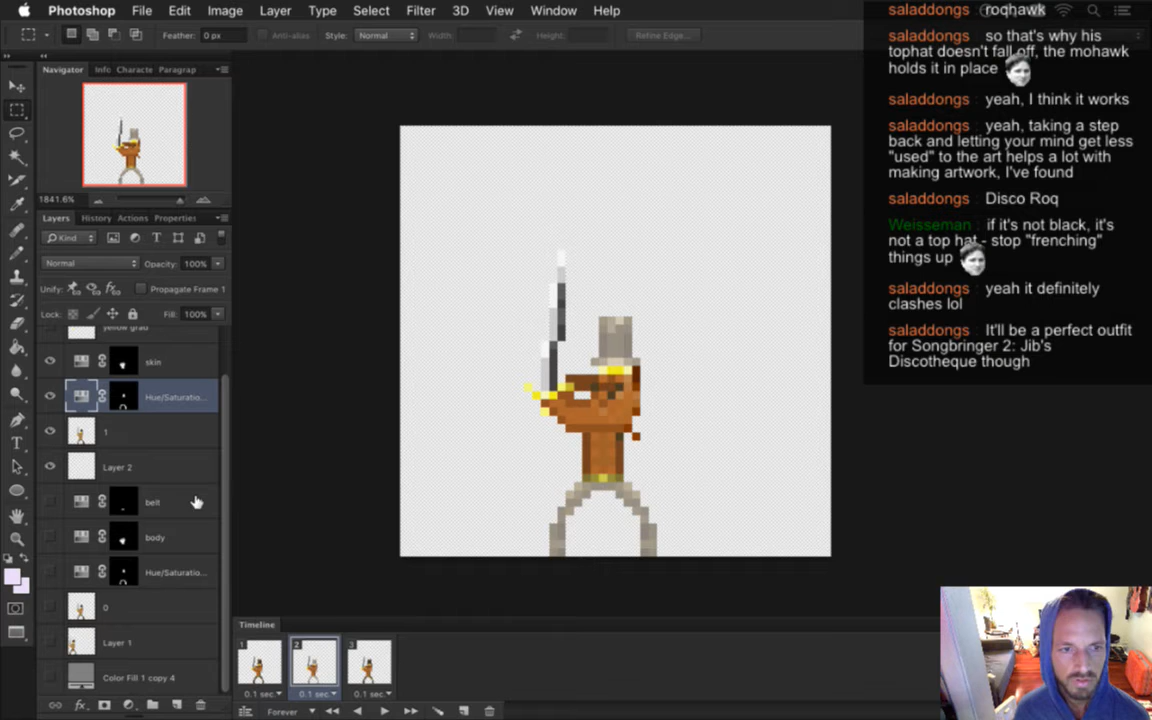 Photoshop File Edit Image Layer Type Select Filter 3D View Window Help
Feather: 0 px Anti-alias Style: Normal Width: Height: Refine Edge...
Navigator Info Characte Paragrap
1841.6%
Layers History Actions Properties
Kind
Normal Opacity: 100%
Unify: Propagate Frame 1
Lock: Fill: 100%
yellow grad
skin
Hue/Saturatio...
1
Layer 2
belt
body
Hue/Saturatio...
0
Layer 1
Color Fill 1 copy 4
Timeline
1 2 3
0.1 sec. 0.1 sec. 0.1 sec.
Forever
saladdongs: roqhawk
saladdongs: so that's why his
tophat doesn't fall off, the mohawk
holds it in place
saladdongs: yeah, I think it works
saladdongs: yeah, taking a step
back and letting your mind get less
"used" to the art helps a lot with
making artwork, I've found
saladdongs: Disco Roq
Weisseman: if it's not black, it's
not a top hat - stop "frenching"
things up
saladdongs: yeah it definitely
clashes lol
saladdongs: It'll be a perfect outfit
for Songbringer 2: Jib's
Discotheque though